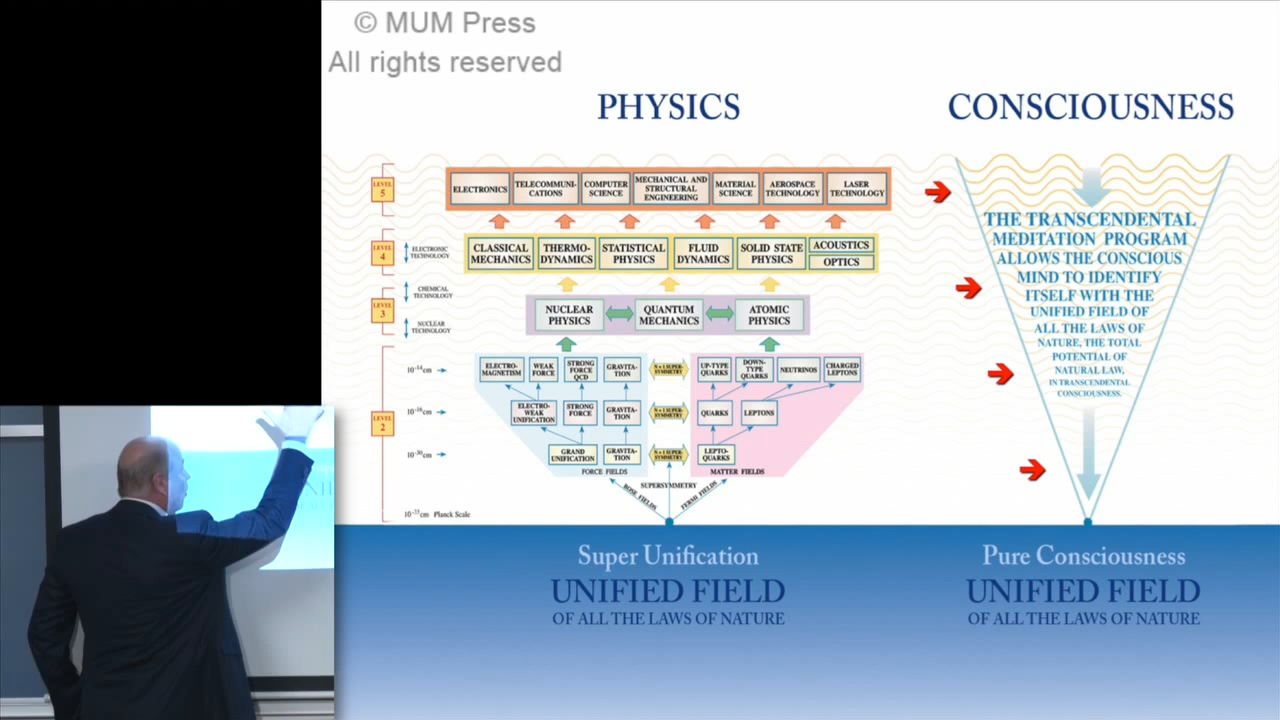 © MUM Press
All rights reserved
PHYSICS
CONSCIOUSNESS
LEVEL
5
ELECTRONICS
TELECOMMUNI-
CATIONS
COMPUTER
SCIENCE
MECHANICAL AND
STRUCTURAL
ENGINEERING
MATERIAL
SCIENCE
AEROSPACE
TECHNOLOGY
LASER
TECHNOLOGY
LEVEL
4
ELECTRONIC
TECHNOLOGY
CLASSICAL
MECHANICS
THERMO-
DYNAMICS
STATISTICAL
PHYSICS
FLUID
DYNAMICS
SOLID STATE
PHYSICS
ACOUSTICS
OPTICS
CHEMICAL
TECHNOLOGY
LEVEL
3
NUCLEAR
TECHNOLOGY
NUCLEAR
PHYSICS
QUANTUM
MECHANICS
ATOMIC
PHYSICS
LEVEL
2
10⁻¹⁴cm
ELECTRO-
MAGNETISM
WEAK
FORCE
STRONG
FORCE
QCD
GRAVITA-
TION
N = 1 SUPER-
SYMMETRY
UP-TYPE
QUARKS
DOWN-
TYPE
QUARKS
NEUTRINOS
CHARGED
LEPTONS
10⁻¹⁶cm
ELECTRO-
WEAK
UNIFICATION
STRONG
FORCE
GRAVITA-
TION
N = 1 SUPER-
SYMMETRY
QUARKS
LEPTONS
10⁻³⁰cm
GRAND
UNIFICATION
GRAVITA-
TION
N = 1 SUPER-
SYMMETRY
LEPTO-
QUARKS
FORCE FIELDS
MATTER FIELDS
SUPERSYMMETRY
BOSE FIELDS
FERMI FIELDS
10⁻³³cm Planck Scale
THE TRANSCENDENTAL
MEDITATION PROGRAM
ALLOWS THE CONSCIOUS
MIND TO IDENTIFY
ITSELF WITH THE
UNIFIED FIELD OF
ALL THE LAWS OF
NATURE, THE TOTAL
POTENTIAL OF
NATURAL LAW,
IN TRANSCENDENTAL
CONSCIOUSNESS.
Super Unification
UNIFIED FIELD
OF ALL THE LAWS OF NATURE
Pure Consciousness
UNIFIED FIELD
OF ALL THE LAWS OF NATURE